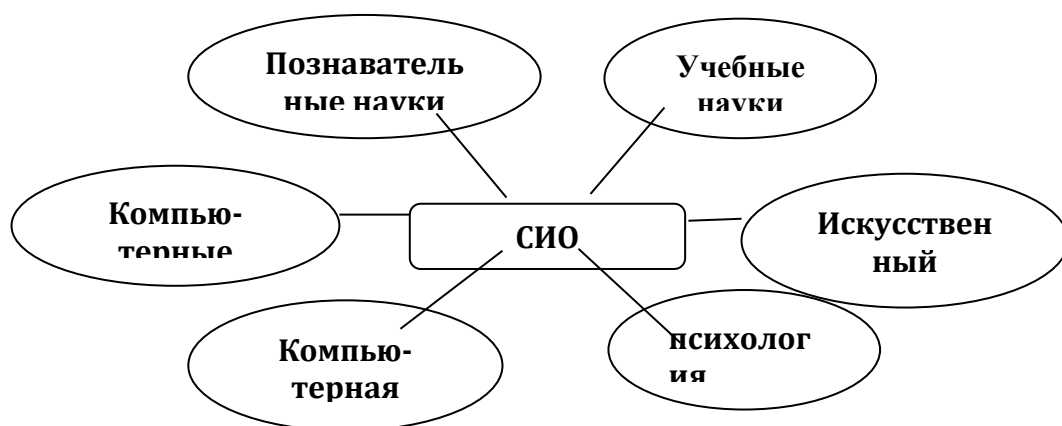 Познаватель
ные науки
Учебные
науки
Компью-
терные
СИО
Искусствен
ный
Компью-
терная
психолог
ия